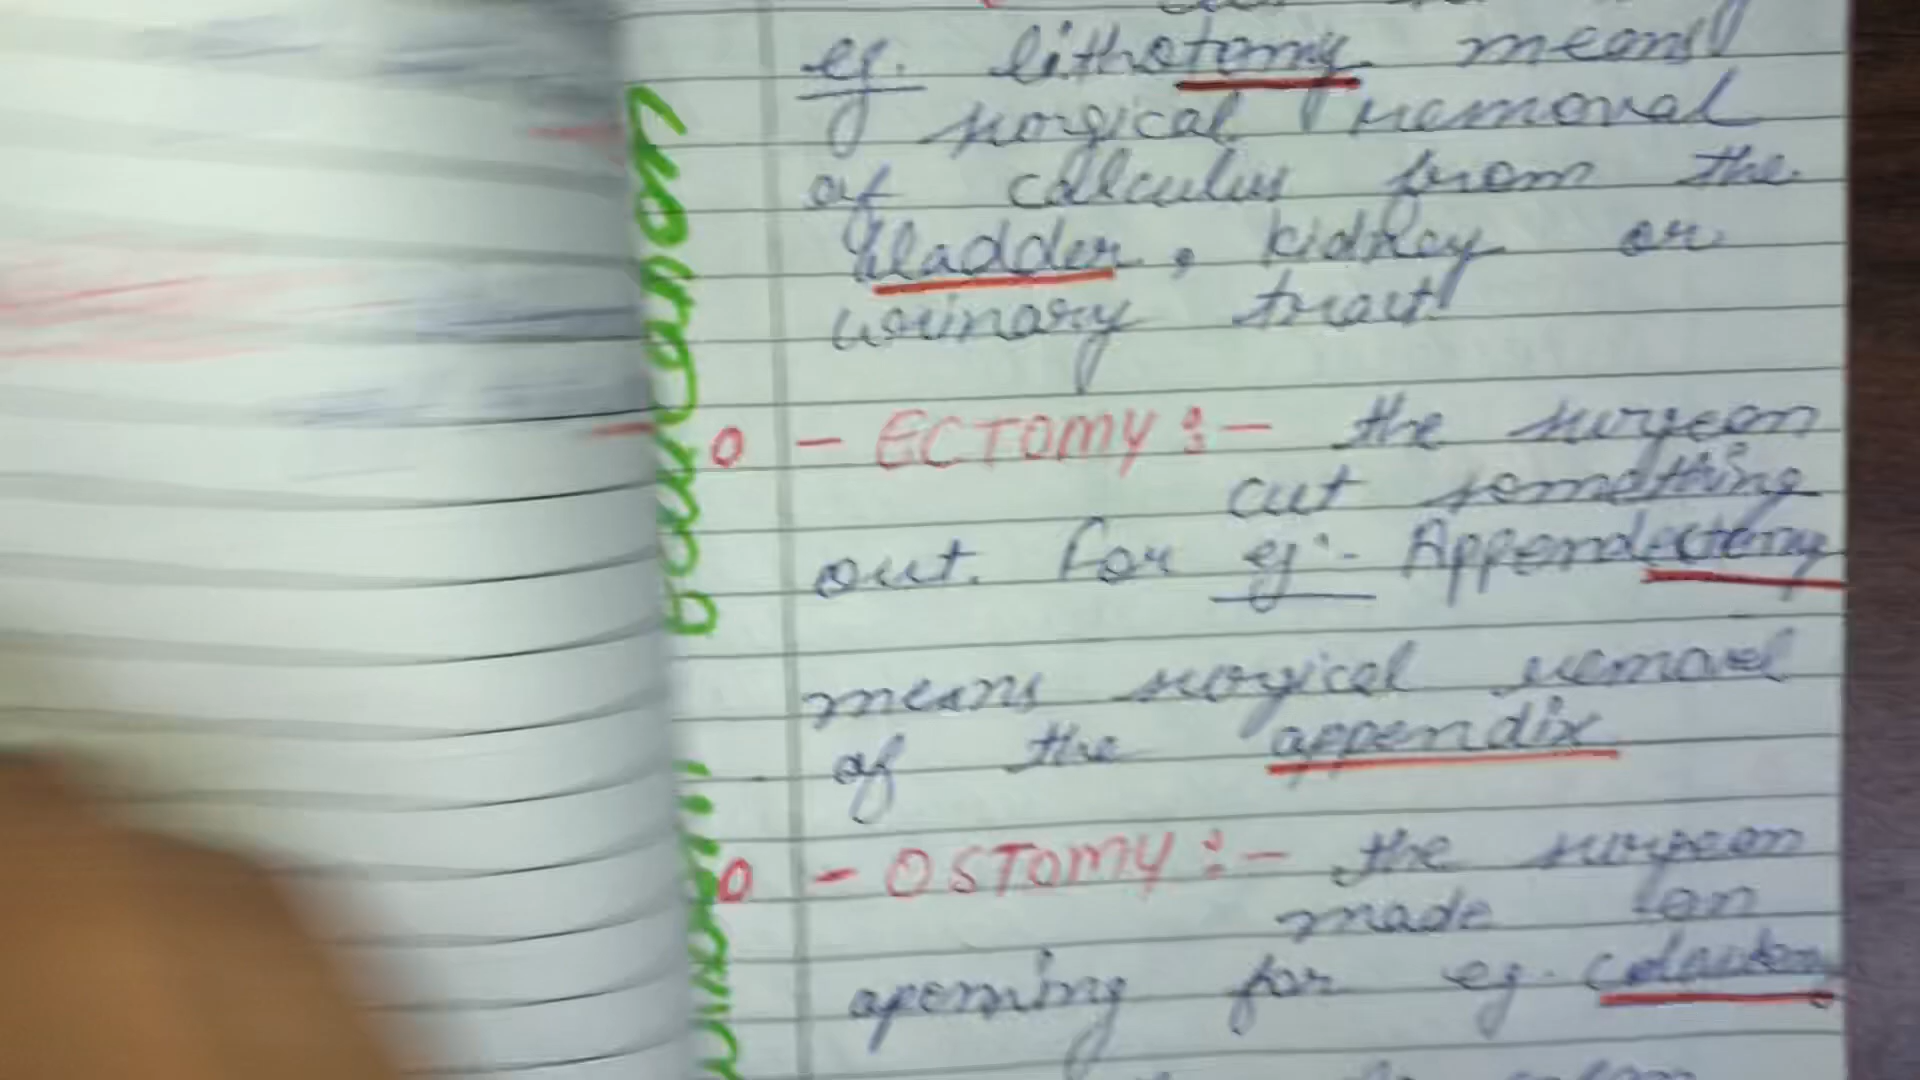 eg. lithotomy means
surgical removal
of calculus from the
bladder, kidney or
urinary tract
o - ECTOMY :- the surgeon
cut something
out. For eg :- Appendectomy
means surgical removal
of the appendix
o - OSTOMY :- the surgeon
made an
opening for eg.